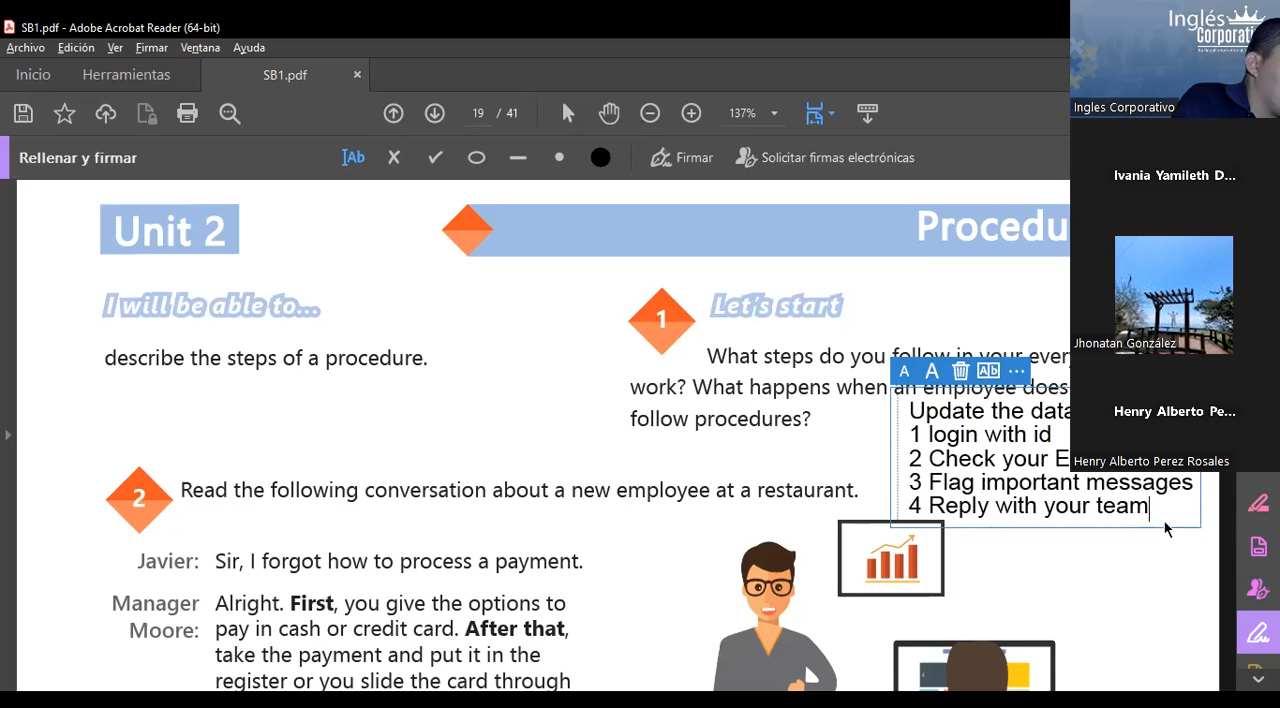 SB1.pdf - Adobe Acrobat Reader (64-bit)
Archivo Edición Ver Firmar Ventana Ayuda
Inicio Herramientas SB1.pdf ×
19 / 41 137%
Rellenar y firmar
Ab Firmar Solicitar firmas electrónicas
Unit 2
Procedu
I will be able to...
describe the steps of a procedure.
1 Let's start
What steps do you follow in your every
work? What happens when an employee does
follow procedures?
A A Ab ...
Update the data
1 login with id
2 Check your E
3 Flag important messages
4 Reply with your team
2 Read the following conversation about a new employee at a restaurant.
Javier: Sir, I forgot how to process a payment.
Manager Moore: Alright. First, you give the options to
pay in cash or credit card. After that,
take the payment and put it in the
register or you slide the card through
Inglés
Corporati
Ingles Corporativo
Ivania Yamileth D...
Jhonatan González
Henry Alberto Pe...
Henry Alberto Perez Rosales